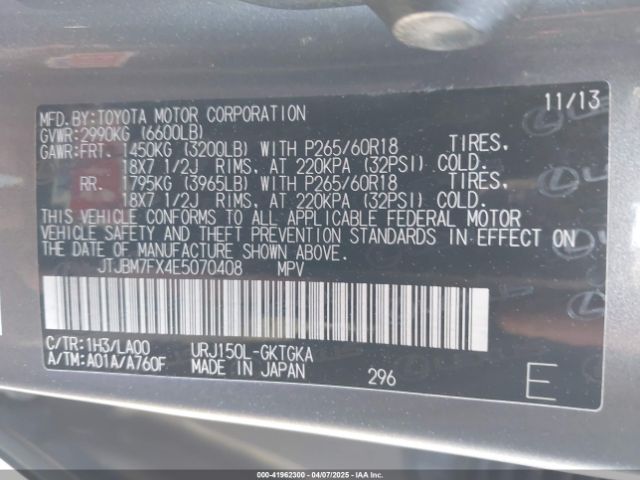 MFD. BY: TOYOTA MOTOR CORPORATION 11/13
GVWR: 2990KG (6600LB)
GAWR: FRT. 1450KG (3200LB) WITH P265/60R18 TIRES,
18X7 1/2J RIMS, AT 220KPA (32PSI) COLD.
RR. 1795KG (3965LB) WITH P265/60R18 TIRES,
18X7 1/2J RIMS, AT 220KPA (32PSI) COLD.
THIS VEHICLE CONFORMS TO ALL APPLICABLE FEDERAL MOTOR
VEHICLE SAFETY AND THEFT PREVENTION STANDARDS IN EFFECT ON
THE DATE OF MANUFACTURE SHOWN ABOVE.
JTJBM7FX4E5070408 MPV
C/TR: 1H3/LA00 URJ150L-GKTGKA
A/TM: A01A/A760F MADE IN JAPAN 296 E
000-41962300 - 04/07/2025 - IAAI COPYRIGHT